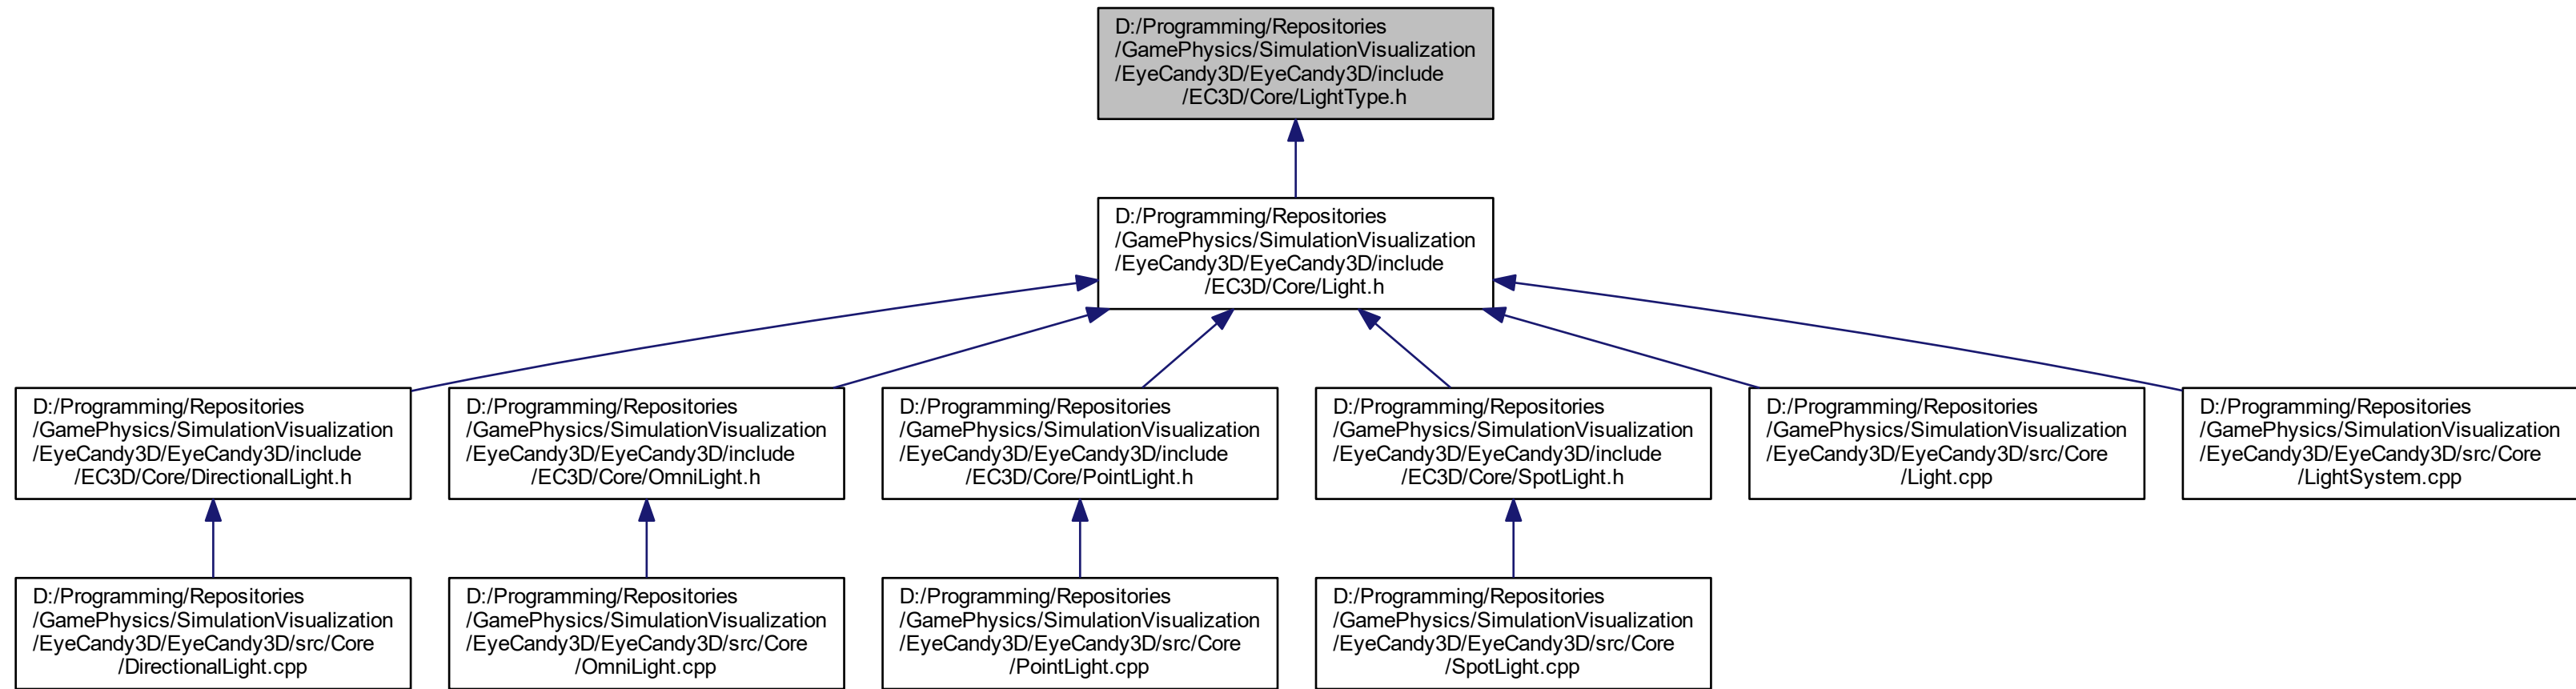 D:/Programming/Repositories
/GamePhysics/SimulationVisualization
/EyeCandy3D/EyeCandy3D/include
/EC3D/Core/LightType.h
D:/Programming/Repositories
/GamePhysics/SimulationVisualization
/EyeCandy3D/EyeCandy3D/include
/EC3D/Core/Light.h
D:/Programming/Repositories
/GamePhysics/SimulationVisualization
/EyeCandy3D/EyeCandy3D/include
/EC3D/Core/DirectionalLight.h
D:/Programming/Repositories
/GamePhysics/SimulationVisualization
/EyeCandy3D/EyeCandy3D/include
/EC3D/Core/OmniLight.h
D:/Programming/Repositories
/GamePhysics/SimulationVisualization
/EyeCandy3D/EyeCandy3D/include
/EC3D/Core/PointLight.h
D:/Programming/Repositories
/GamePhysics/SimulationVisualization
/EyeCandy3D/EyeCandy3D/include
/EC3D/Core/SpotLight.h
D:/Programming/Repositories
/GamePhysics/SimulationVisualization
/EyeCandy3D/EyeCandy3D/src/Core
/Light.cpp
D:/Programming/Repositories
/GamePhysics/SimulationVisualization
/EyeCandy3D/EyeCandy3D/src/Core
/LightSystem.cpp
D:/Programming/Repositories
/GamePhysics/SimulationVisualization
/EyeCandy3D/EyeCandy3D/src/Core
/DirectionalLight.cpp
D:/Programming/Repositories
/GamePhysics/SimulationVisualization
/EyeCandy3D/EyeCandy3D/src/Core
/OmniLight.cpp
D:/Programming/Repositories
/GamePhysics/SimulationVisualization
/EyeCandy3D/EyeCandy3D/src/Core
/PointLight.cpp
D:/Programming/Repositories
/GamePhysics/SimulationVisualization
/EyeCandy3D/EyeCandy3D/src/Core
/SpotLight.cpp